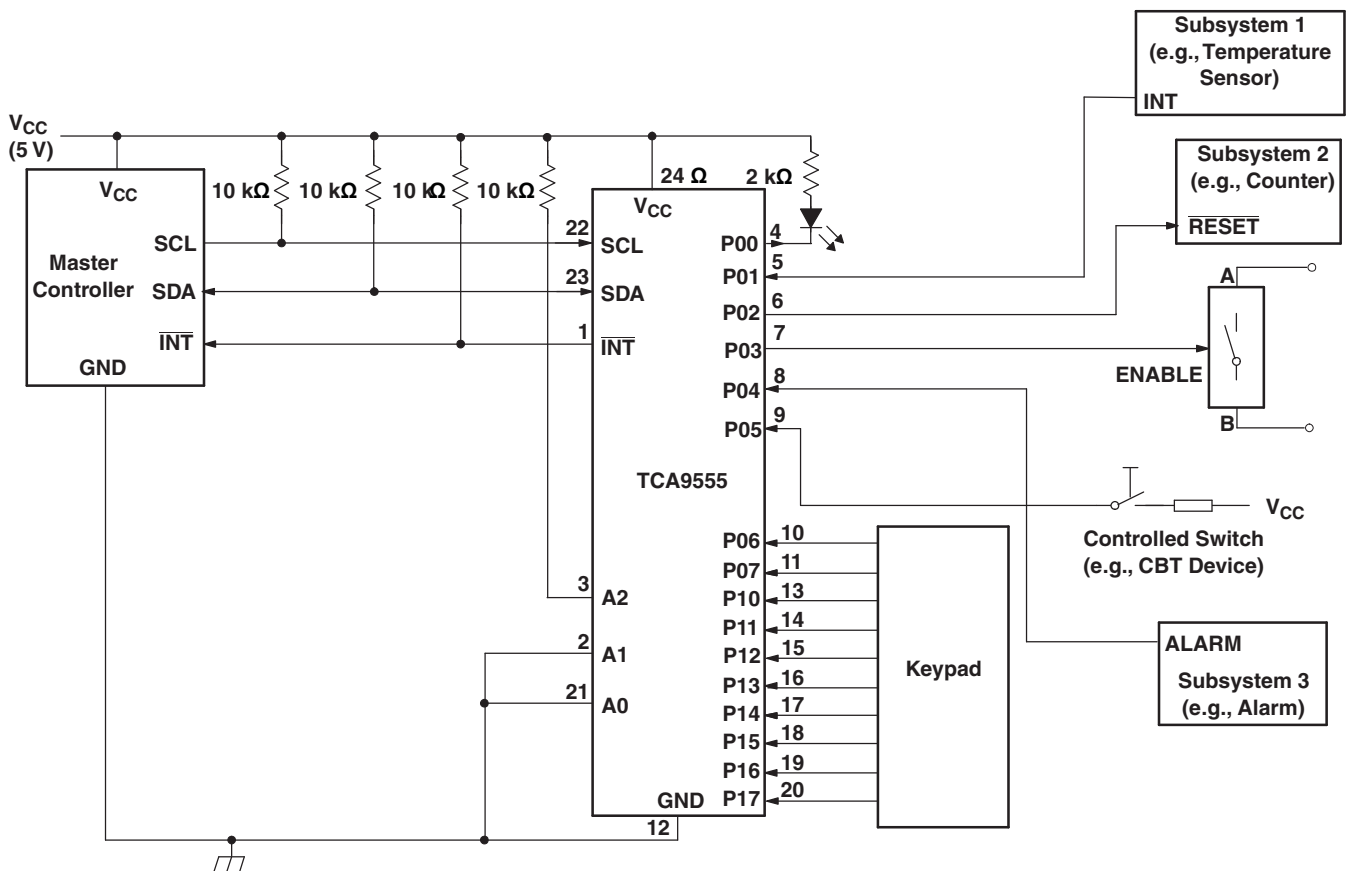 Subsystem 1
(e.g., Temperature
Sensor)
INT
VCC
(5 V)
Subsystem 2
(e.g., Counter)
RESET
10 kΩ
10 kΩ
10 kΩ
10 kΩ
24 Ω
2 kΩ
VCC
VCC
Master
Controller
SCL
SDA
INT
GND
22
SCL
23
SDA
1
INT
3
A2
2
A1
21
A0
GND
12
TCA9555
P00
4
P01
5
P02
6
P03
7
P04
8
P05
9
P06
10
P07
11
P10
13
P11
14
P12
15
P13
16
P14
17
P15
18
P16
19
P17
20
A
ENABLE
B
VCC
Controlled Switch
(e.g., CBT Device)
Keypad
ALARM
Subsystem 3
(e.g., Alarm)